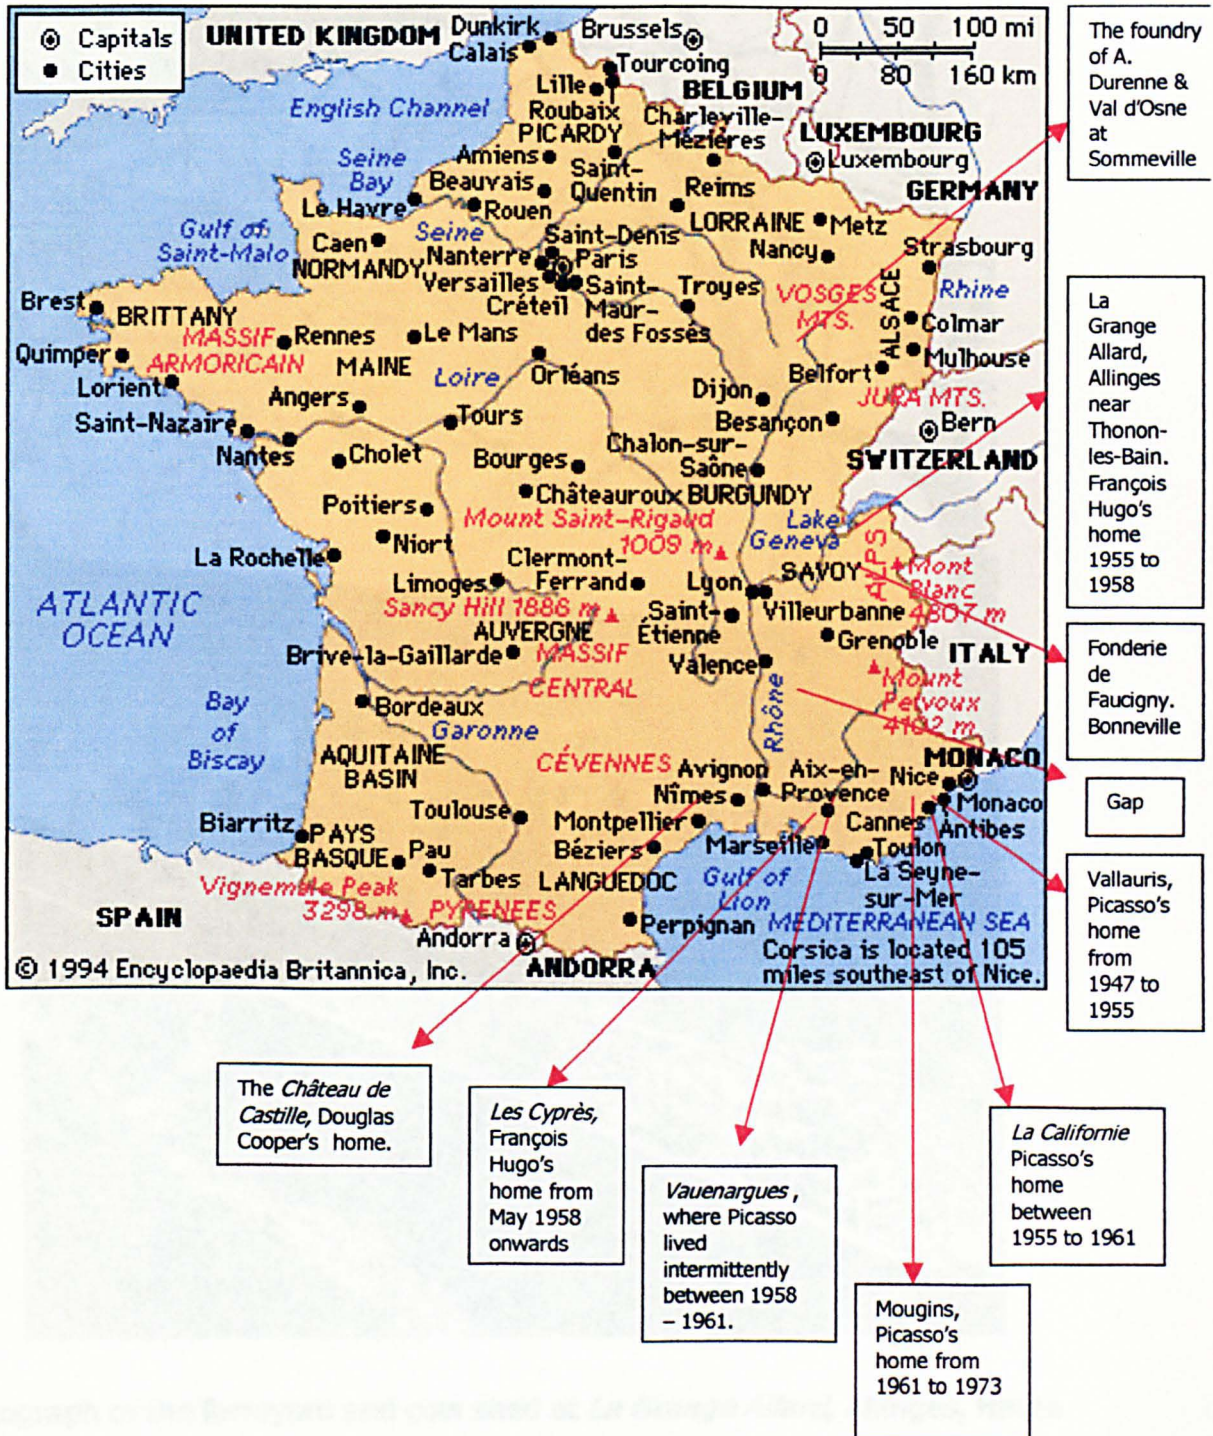 Capitals
Cities
UNITED KINGDOM
Dunkirk
Calais
Brussels
0 50 100 mi
0 80 160 km
Tourcoing
Lille
Roubaix
BELGIUM
English Channel
PICARDY
Charleville-
Mézières
LUXEMBOURG
Luxembourg
Amiens
Saint-
Quentin
Seine
Bay
Beauvais
Reims
GERMANY
Le Havre
Rouen
LORRAINE
Metz
Gulf of
Saint-Malo
Caen
Seine
Saint-Denis
Nancy
Strasbourg
NORMANDY
Nanterre
Paris
Versailles
Créteil
Saint-
Maur-
des Fossés
Troyes
VOSGES
MTS.
ALSACE
Rhine
Brest
BRITTANY
MASSIF
ARMORICAIN
Rennes
Le Mans
Colmar
Quimper
MAINE
Mulhouse
Lorient
Loire
Orléans
Belfort
Angers
Dijon
JURA MTS.
Saint-Nazaire
Tours
Besançon
Bern
Nantes
Cholet
Chalon-sur-
Saône
SWITZERLAND
Bourges
Châteauroux
BURGUNDY
Poitiers
Mount Saint-Rigaud
1009 m
Lake
Geneva
Niort
La Rochelle
Clermont-
Ferrand
ALPS
Limoges
Lyon
SAVOY
Mont
Blanc
4807 m
ATLANTIC
OCEAN
Sancy Hill 1886 m
Saint-
Étienne
Villeurbanne
AUVERGNE
Grenoble
ITALY
Brive-la-Gaillarde
MASSIF
CENTRAL
Valence
Mount
Pelvoux
4102 m
Bay
of
Biscay
Bordeaux
Garonne
Rhône
AQUITAINE
BASIN
CÉVENNES
Avignon
Aix-en-
Provence
Nice
MONACO
Nîmes
Monaco
Toulouse
Montpellier
Cannes
Antibes
Biarritz
PAYS
BASQUE
Pau
Béziers
Marseille
Toulon
Tarbes
LANGUEDOC
Gulf of
Lion
La Seyne-
sur-Mer
Vignemale Peak
3298 m
PYRENEES
SPAIN
Perpignan
MEDITERRANEAN SEA
Andorra
ANDORRA
Corsica is located 105
miles southeast of Nice.
© 1994 Encyclopaedia Britannica, Inc.
The foundry
of A.
Durenne &
Val d'Osne
at
Sommeville
La
Grange
Allard,
Allinges
near
Thonon-
les-Bain.
François
Hugo's
home
1955 to
1958
Fonderie
de
Faucigny.
Bonneville
Gap
Vallauris,
Picasso's
home
from
1947 to
1955
The Château de
Castille, Douglas
Cooper's home.
Les Cyprès,
François
Hugo's
home from
May 1958
onwards
Vauenargues ,
where Picasso
lived
intermittently
between 1958
– 1961.
La Californie
Picasso's
home
between
1955 to 1961
Mougins,
Picasso's
home from
1961 to 1973